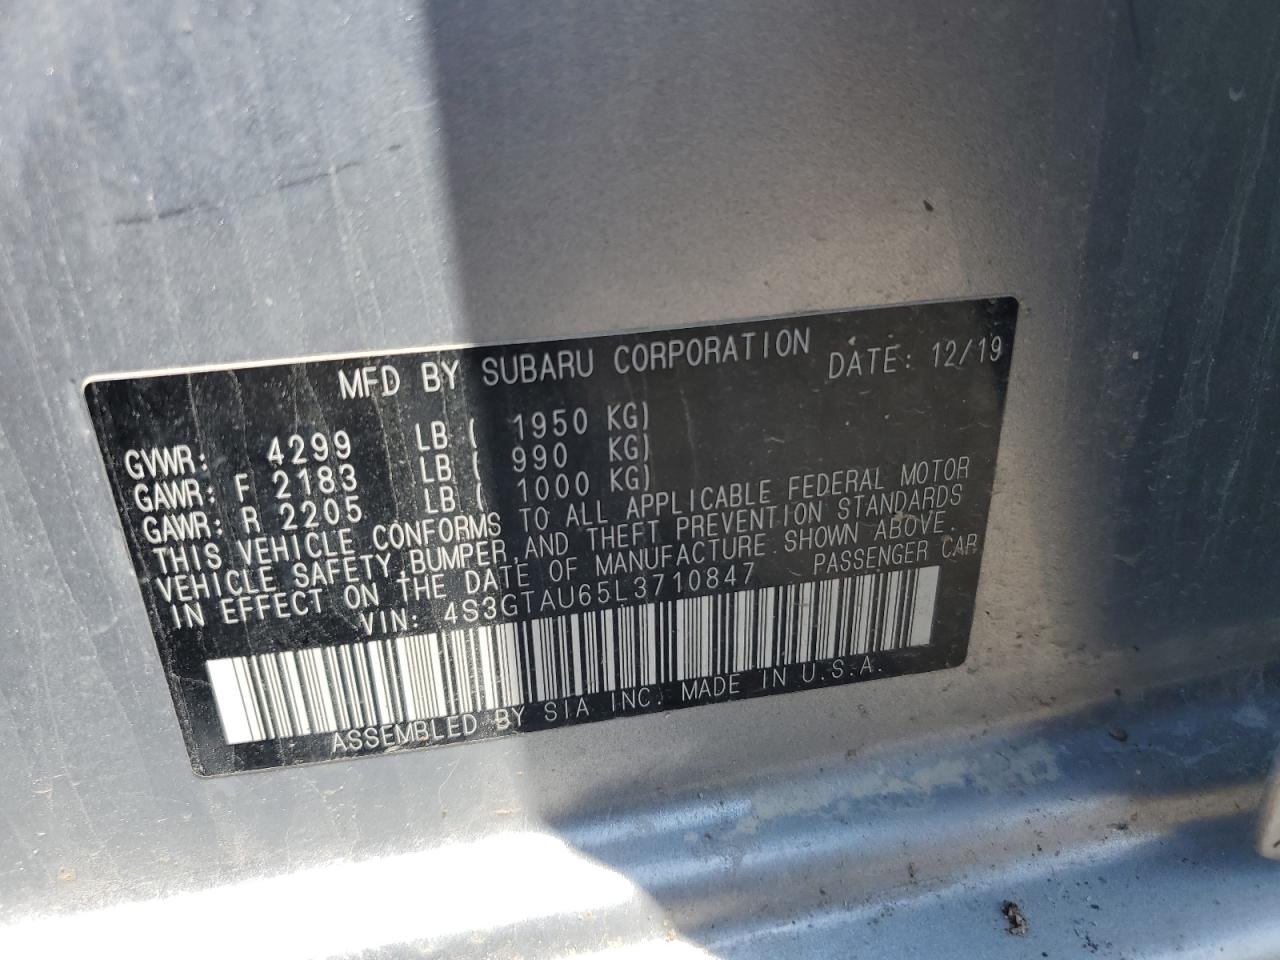 MFD BY SUBARU CORPORATION DATE: 12/19
GVWR: 4299 LB ( 1950 KG)
GAWR: F 2183 LB ( 990 KG)
GAWR: R 2205 LB ( 1000 KG)
THIS VEHICLE CONFORMS TO ALL APPLICABLE FEDERAL MOTOR
VEHICLE SAFETY, BUMPER, AND THEFT PREVENTION STANDARDS
IN EFFECT ON THE DATE OF MANUFACTURE SHOWN ABOVE.
VIN: 4S3GTAU65L3710847 PASSENGER CAR
ASSEMBLED BY SIA INC. MADE IN U.S.A.